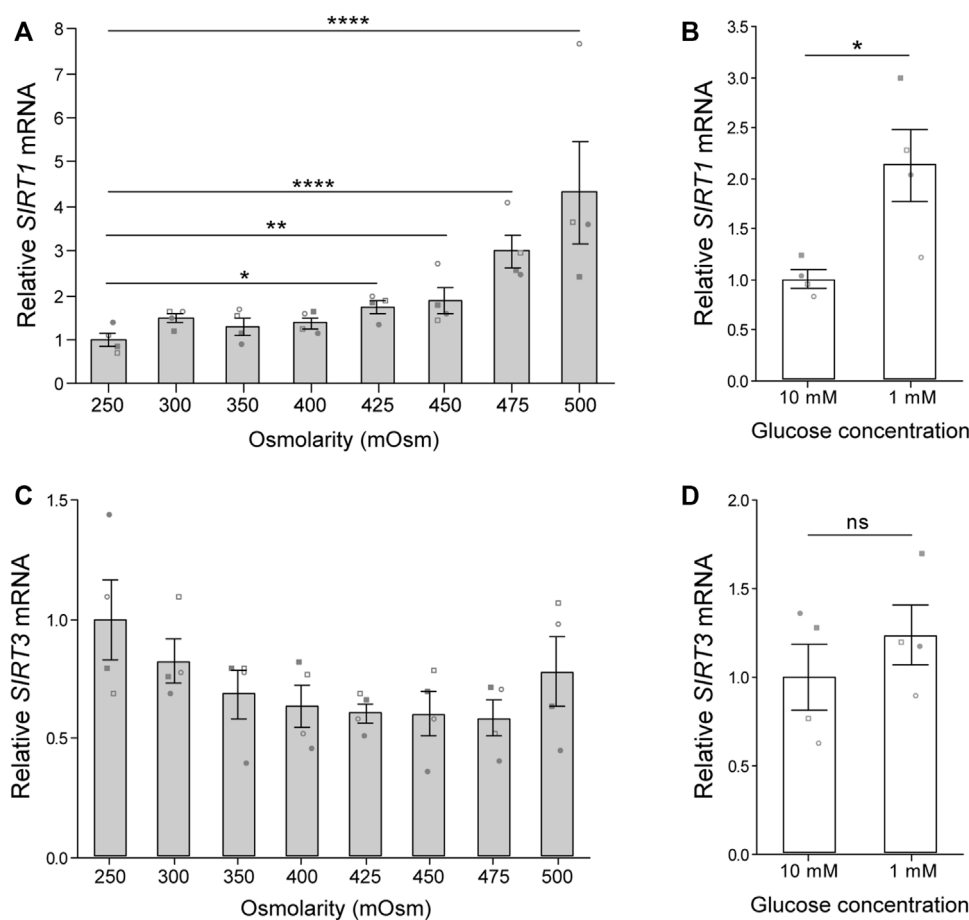 A
Relative SIRT1 mRNA
8
7
6
5
4
3
2
1
0
****
****
**
*
250 300 350 400 425 450 475 500
Osmolarity (mOsm)
B
Relative SIRT1 mRNA
3.5
3.0
2.5
2.0
1.5
1.0
0.5
0.0
*
10 mM 1 mM
Glucose concentration
C
Relative SIRT3 mRNA
1.5
1.0
0.5
0.0
250 300 350 400 425 450 475 500
Osmolarity (mOsm)
D
Relative SIRT3 mRNA
2.0
1.5
1.0
0.5
0.0
ns
10 mM 1 mM
Glucose concentration